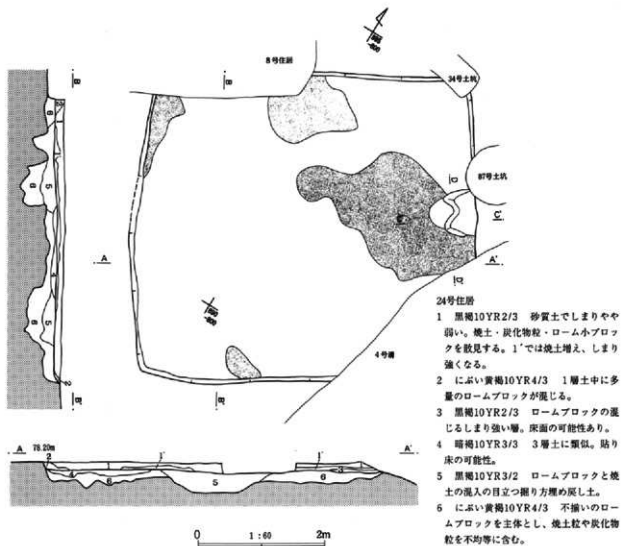 8号住居
34号土坑
87号土坑
B
B
D
C'
A
A'
D'
4号溝
B'
B'
24号住居
1 黒褐10YR2/3 砂質土でしまりやや
弱い。焼土・炭化物粒・ローム小ブロッ
クを散見する。1´では焼土増え、しまり
強くなる。
2 にぶい黄褐10YR4/3 1層土中に多
量のロームブロックが混じる。
3 黒褐10YR2/3 ロームブロックの混
じるしまり強い層。床面の可能性あり。
4 暗褐10YR3/3 3層土に類似。貼り
床の可能性。
5 黒褐10YR3/2 ロームブロックと焼
土の混入の目立つ掘り方埋め戻し土。
6 にぶい黄褐10YR4/3 不揃いのロ
ームブロックを主体とし、焼土粒や炭化物
粒を不均等に含む。
A 78.20m
A'
2
1'
1'
3
4
6
5
6
0 1:60 2m